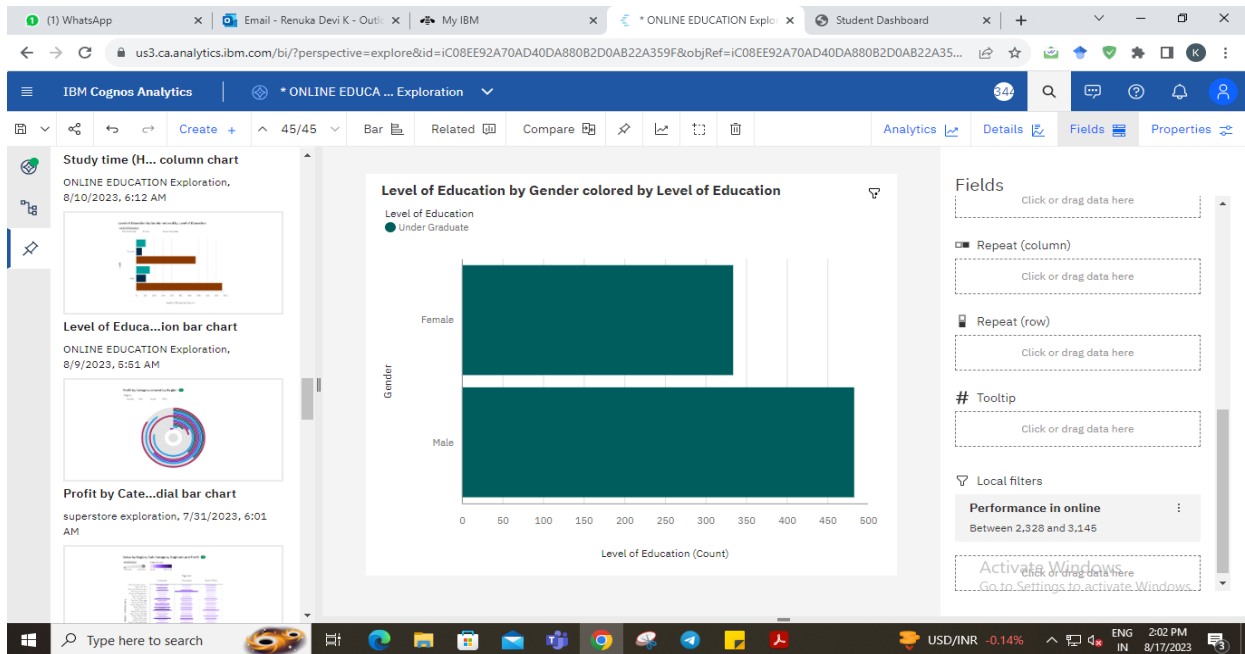 (1) WhatsApp
Email - Renuka Devi K - Outlo
My IBM
* ONLINE EDUCATION Explor
Student Dashboard
us3.ca.analytics.ibm.com/bi/?perspective=explore&id=iC08EE92A70AD40DA880B2D0AB22A359F&objRef=iC08EE92A70AD40DA880B2D0AB22A35...
K
IBM Cognos Analytics
* ONLINE EDUCA ... Exploration
344
Create +
45/45
Bar
Related
Compare
Analytics
Details
Fields
Properties
Study time (H... column chart
ONLINE EDUCATION Exploration,
8/10/2023, 6:12 AM
Level of Educa...ion bar chart
ONLINE EDUCATION Exploration,
8/9/2023, 5:51 AM
Profit by Cate...dial bar chart
superstore exploration, 7/31/2023, 6:01
AM
Level of Education by Gender colored by Level of Education
Level of Education
Under Graduate
Female
Male
Gender
0 50 100 150 200 250 300 350 400 450 500
Level of Education (Count)
Fields
Click or drag data here
Repeat (column)
Click or drag data here
Repeat (row)
Click or drag data here
# Tooltip
Click or drag data here
Local filters
Performance in online
Between 2,328 and 3,145
Click or drag data here
Activate Windows
Go to Settings to activate Windows.
Type here to search
USD/INR -0.14%
ENG
IN
2:02 PM
8/17/2023
3